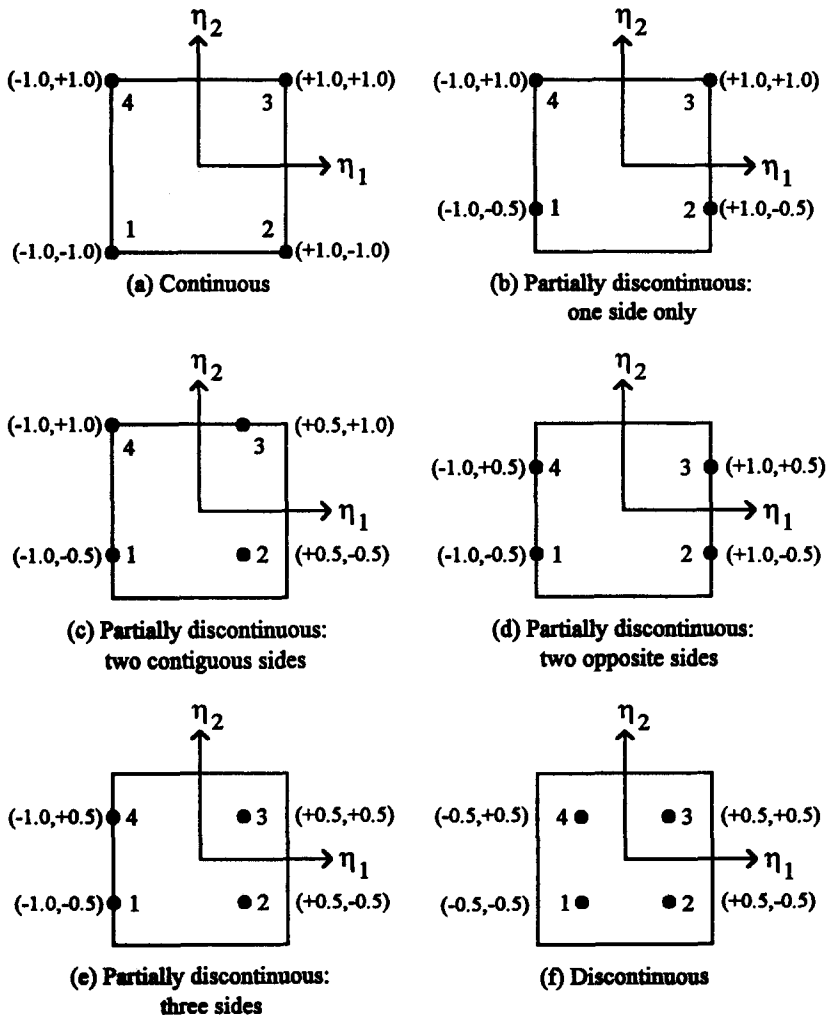 η2
(-1.0,+1.0) 4 3 (+1.0,+1.0)
η1
(-1.0,-1.0) 1 2 (+1.0,-1.0)
(a) Continuous
η2
(-1.0,+1.0) 4 3 (+1.0,+1.0)
η1
(-1.0,-0.5) 1 2 (+1.0,-0.5)
(b) Partially discontinuous:
one side only
η2
(-1.0,+1.0) 4 3 (+0.5,+1.0)
η1
(-1.0,-0.5) 1 2 (+0.5,-0.5)
(c) Partially discontinuous:
two contiguous sides
η2
(-1.0,+0.5) 4 3 (+1.0,+0.5)
η1
(-1.0,-0.5) 1 2 (+1.0,-0.5)
(d) Partially discontinuous:
two opposite sides
η2
(-1.0,+0.5) 4 3 (+0.5,+0.5)
η1
(-1.0,-0.5) 1 2 (+0.5,-0.5)
(e) Partially discontinuous:
three sides
η2
(-0.5,+0.5) 4 3 (+0.5,+0.5)
η1
(-0.5,-0.5) 1 2 (+0.5,-0.5)
(f) Discontinuous